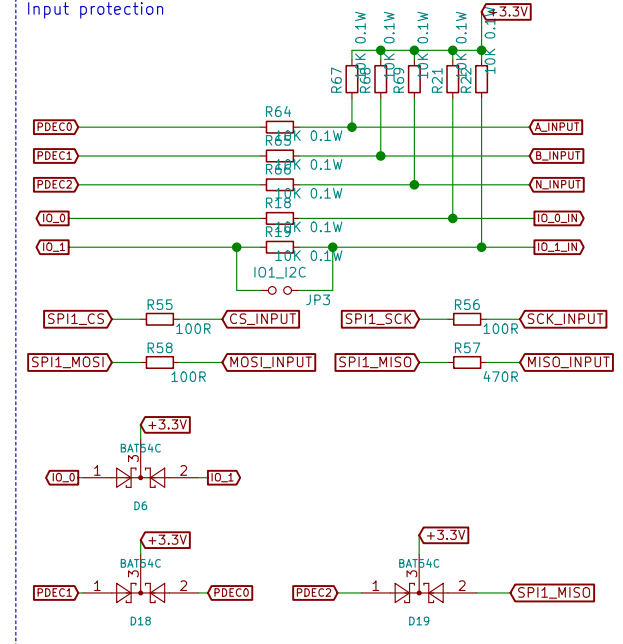 Input protection
+3.3V
R67 10K 0.1W
R68 10K 0.1W
R69 10K 0.1W
R21 10K 0.1W
R22 10K 0.1W
PDEC0 R64 10K 0.1W A_INPUT
PDEC1 R65 10K 0.1W B_INPUT
PDEC2 R66 10K 0.1W N_INPUT
IO_0 R18 10K 0.1W IO_0_IN
IO_1 R19 10K 0.1W IO_1_IN
IO1_I2C
JP3
SPI1_CS R55 100R CS_INPUT
SPI1_SCK R56 100R SCK_INPUT
SPI1_MOSI R58 100R MOSI_INPUT
SPI1_MISO R57 470R MISO_INPUT
+3.3V
BAT54C
3
IO_0 1 2 IO_1
D6
+3.3V
BAT54C
3
PDEC1 1 2 PDEC0
D18
+3.3V
BAT54C
3
PDEC2 1 2 SPI1_MISO
D19